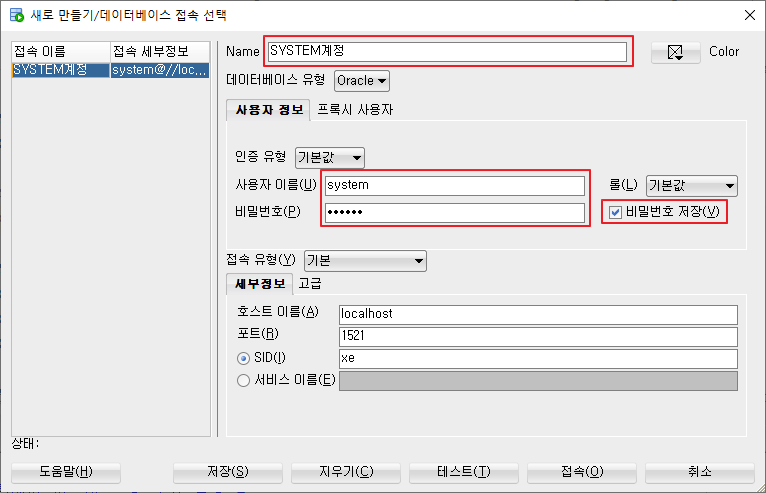 새로 만들기/데이터베이스 접속 선택
접속 이름 접속 세부정보
SYSTEM계정 system@//loc...
Name SYSTEM계정 Color
데이터베이스 유형 Oracle
사용자 정보 프록시 사용자
인증 유형 기본값
사용자 이름(U) system 롤(L) 기본값
비밀번호(P) •••••• 비밀번호 저장(V)
접속 유형(Y) 기본
세부정보 고급
호스트 이름(A) localhost
포트(R) 1521
SID(I) xe
서비스 이름(E)
상태:
도움말(H) 저장(S) 지우기(C) 테스트(T) 접속(O) 취소